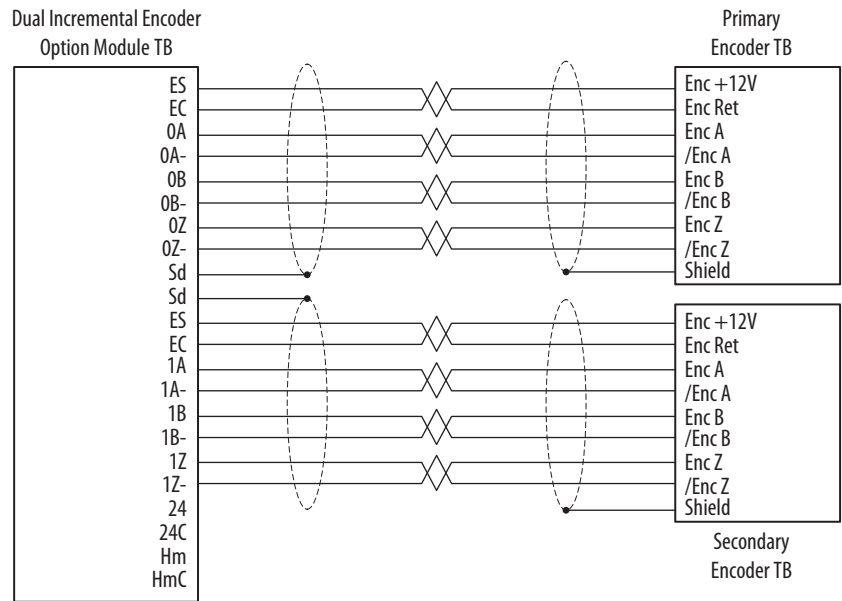 Dual Incremental Encoder
Option Module TB
ES
EC
0A
0A-
0B
0B-
0Z
0Z-
Sd
Sd
ES
EC
1A
1A-
1B
1B-
1Z
1Z-
24
24C
Hm
HmC
Primary
Encoder TB
Enc +12V
Enc Ret
Enc A
/Enc A
Enc B
/Enc B
Enc Z
/Enc Z
Shield
Enc +12V
Enc Ret
Enc A
/Enc A
Enc B
/Enc B
Enc Z
/Enc Z
Shield
Secondary
Encoder TB